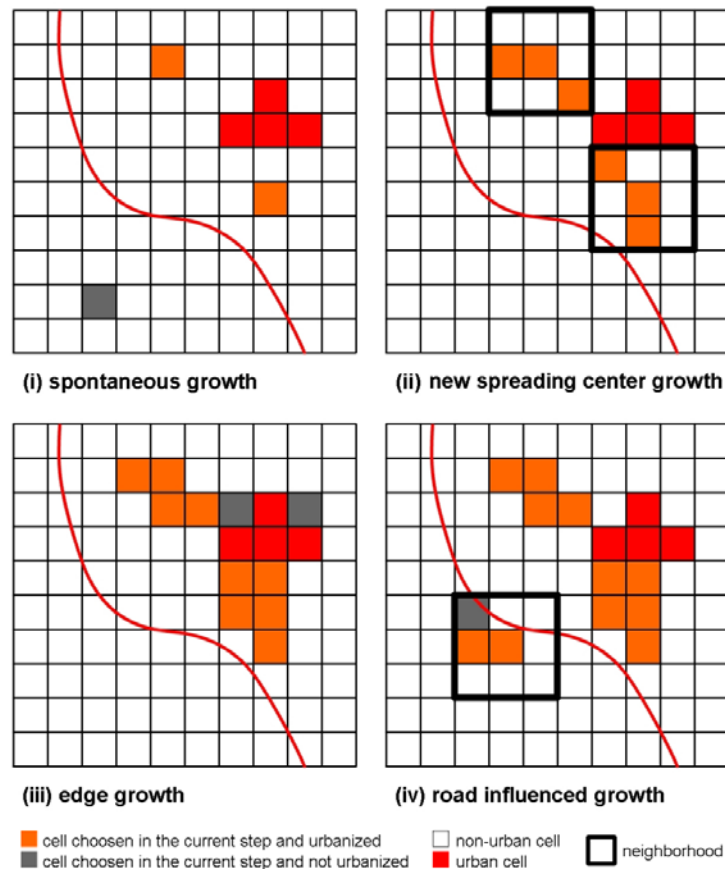 (i) spontaneous growth
(ii) new spreading center growth
(iii) edge growth
(iv) road influenced growth
cell choosen in the current step and urbanized
cell choosen in the current step and not urbanized
non-urban cell
urban cell
neighborhood